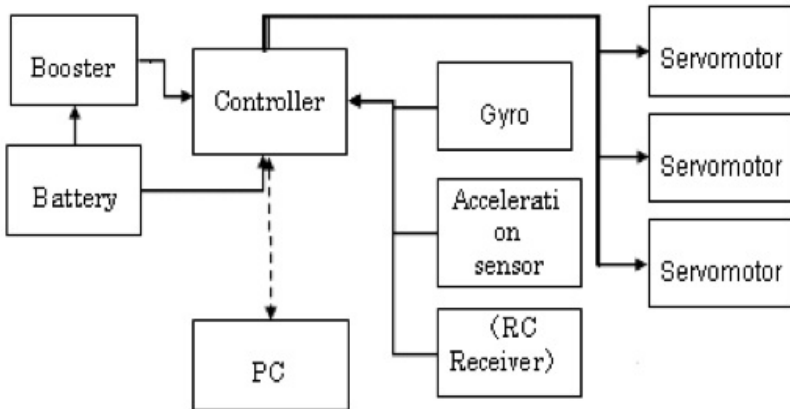 Booster
Battery
Controller
PC
Gyro
Accelerati
on
sensor
(RC
Receiver)
Servomotor
Servomotor
Servomotor